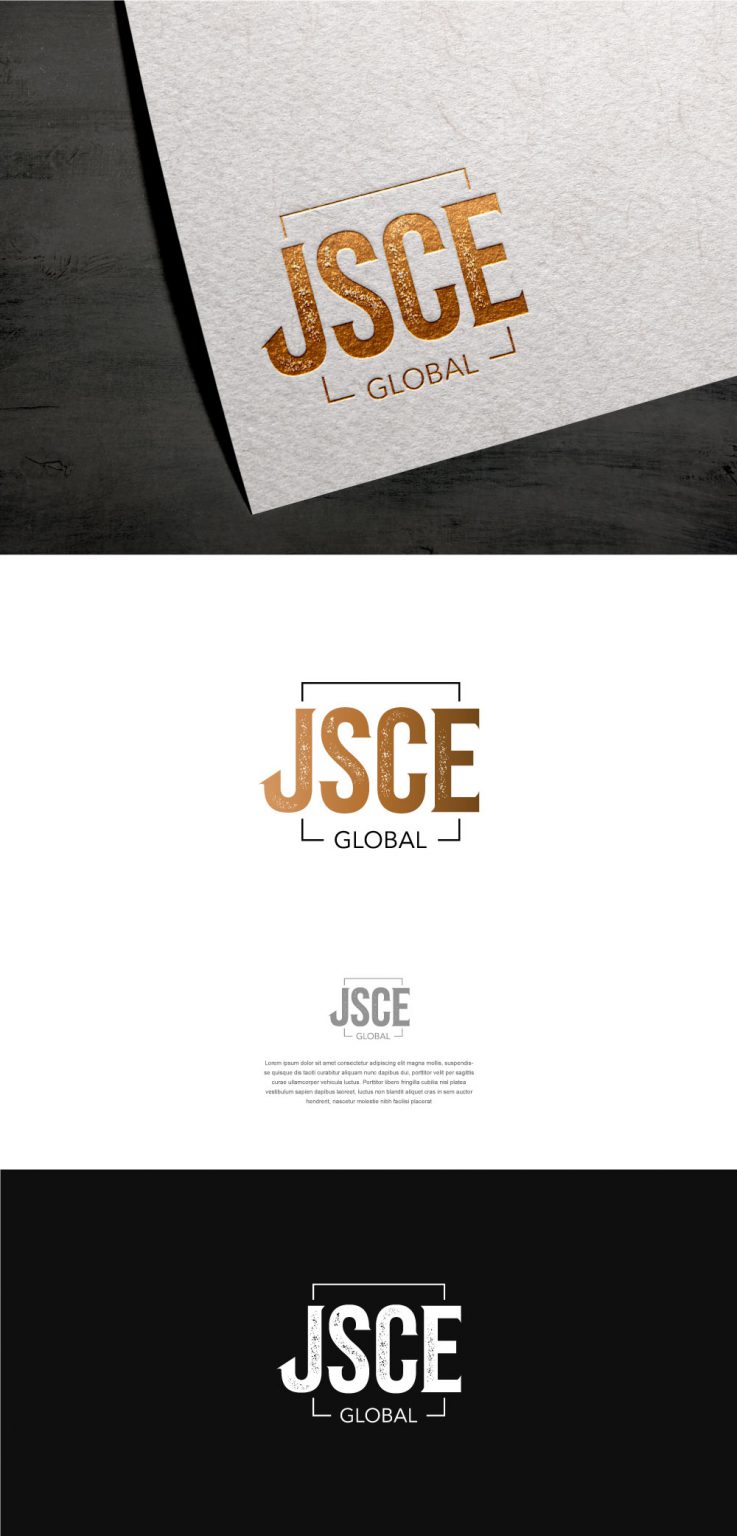 JSCE
GLOBAL
JSCE
GLOBAL
JSCE
GLOBAL
Lorem ipsum dolor sit amet consectetur adipiscing elit magna mollis, suspendis-
se quisque dis taciti curabitur aliquam nunc dapibus dui, porttitor vel per sagittis
curae ullamcorper vehicula luctus. Porttitor libero fringilla cubilia nisl platea
vestibulum sapien dapibus laoreet, luctus non blandit aliquet cras in sem auctor
hendrerit, nascetur molestie nibh facilisi placerat
JSCE
GLOBAL